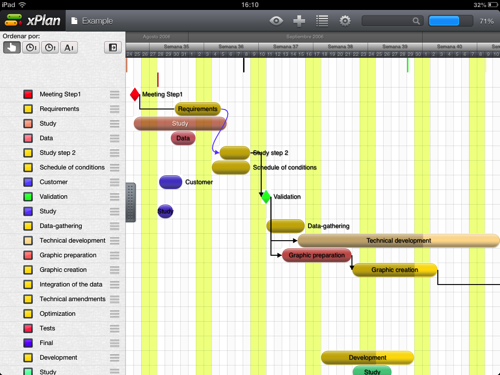 iPad 16:10 71%
xPlan Example
Ordenar por:
Agosto 2009 Septiembre 2009
Semana 35 Semana 36 Semana 37 Semana 38 Semana 39 Semana 40
Meeting Step1 Meeting Step1
Requirements Requirements
Study Study
Data Data
Study step 2 Study step 2
Schedule of conditions Schedule of conditions
Customer Customer
Validation Validation
Study Study
Data-gathering Data-gathering
Technical development Technical development
Graphic preparation Graphic preparation
Graphic creation Graphic creation
Integration of the data
Technical amendments
Optimization
Tests
Final
Development Development
Study Study